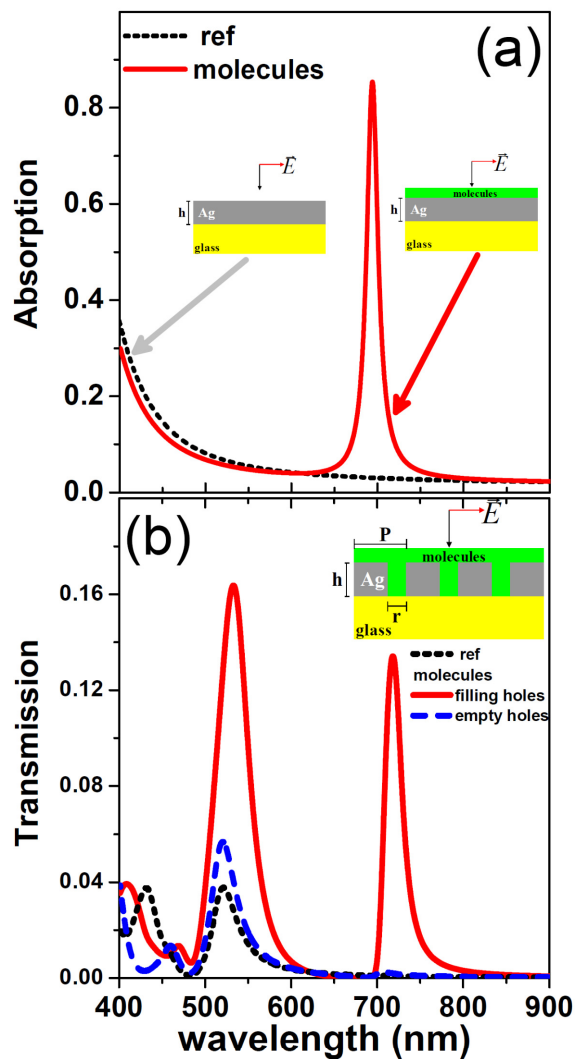 (a)
ref
molecules
Absorption
0.8
0.6
0.4
0.2
0.0
E
h
Ag
glass
E
molecules
h
Ag
glass
(b)
Transmission
0.16
0.12
0.08
0.04
0.00
E
P
molecules
h
Ag
r
glass
ref
molecules
filling holes
empty holes
400 500 600 700 800 900
wavelength (nm)